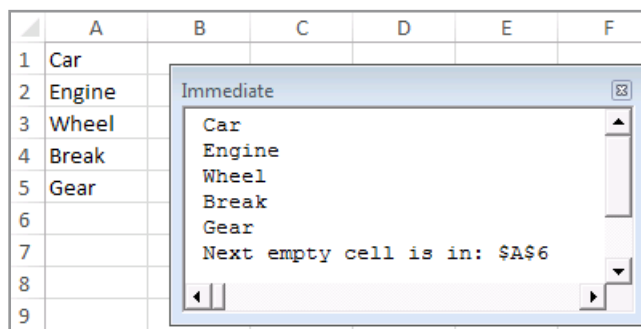 A B C D E F
1 Car
2 Engine
3 Wheel
4 Break
5 Gear
6
7
8
9
Immediate
Car
Engine
Wheel
Break
Gear
Next empty cell is in: $A$6